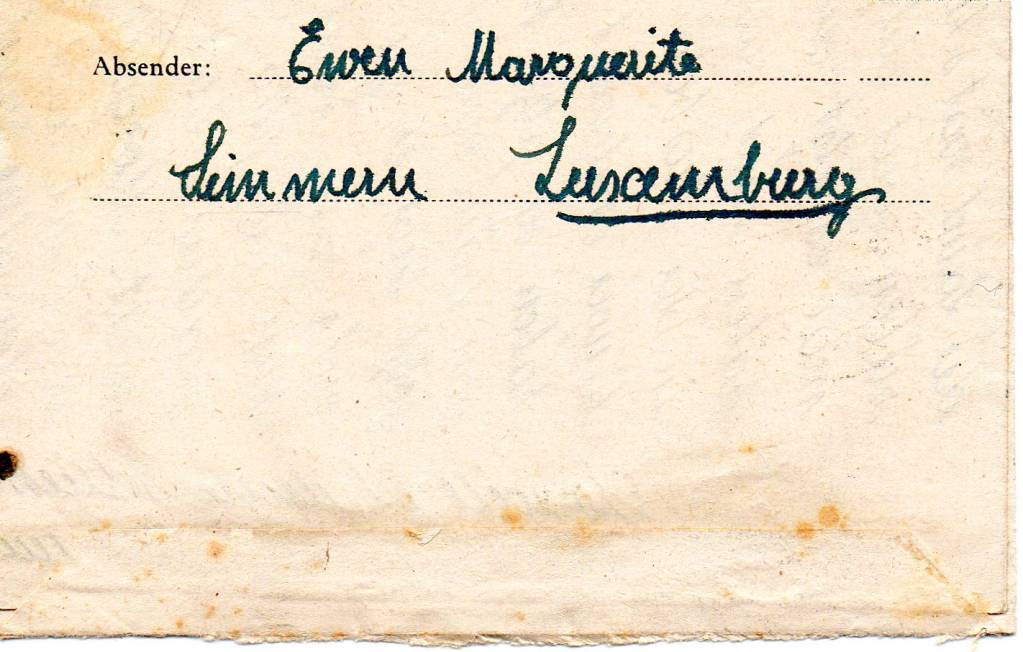 Absender: Ewen Marguerite
Simmern Luxemburg